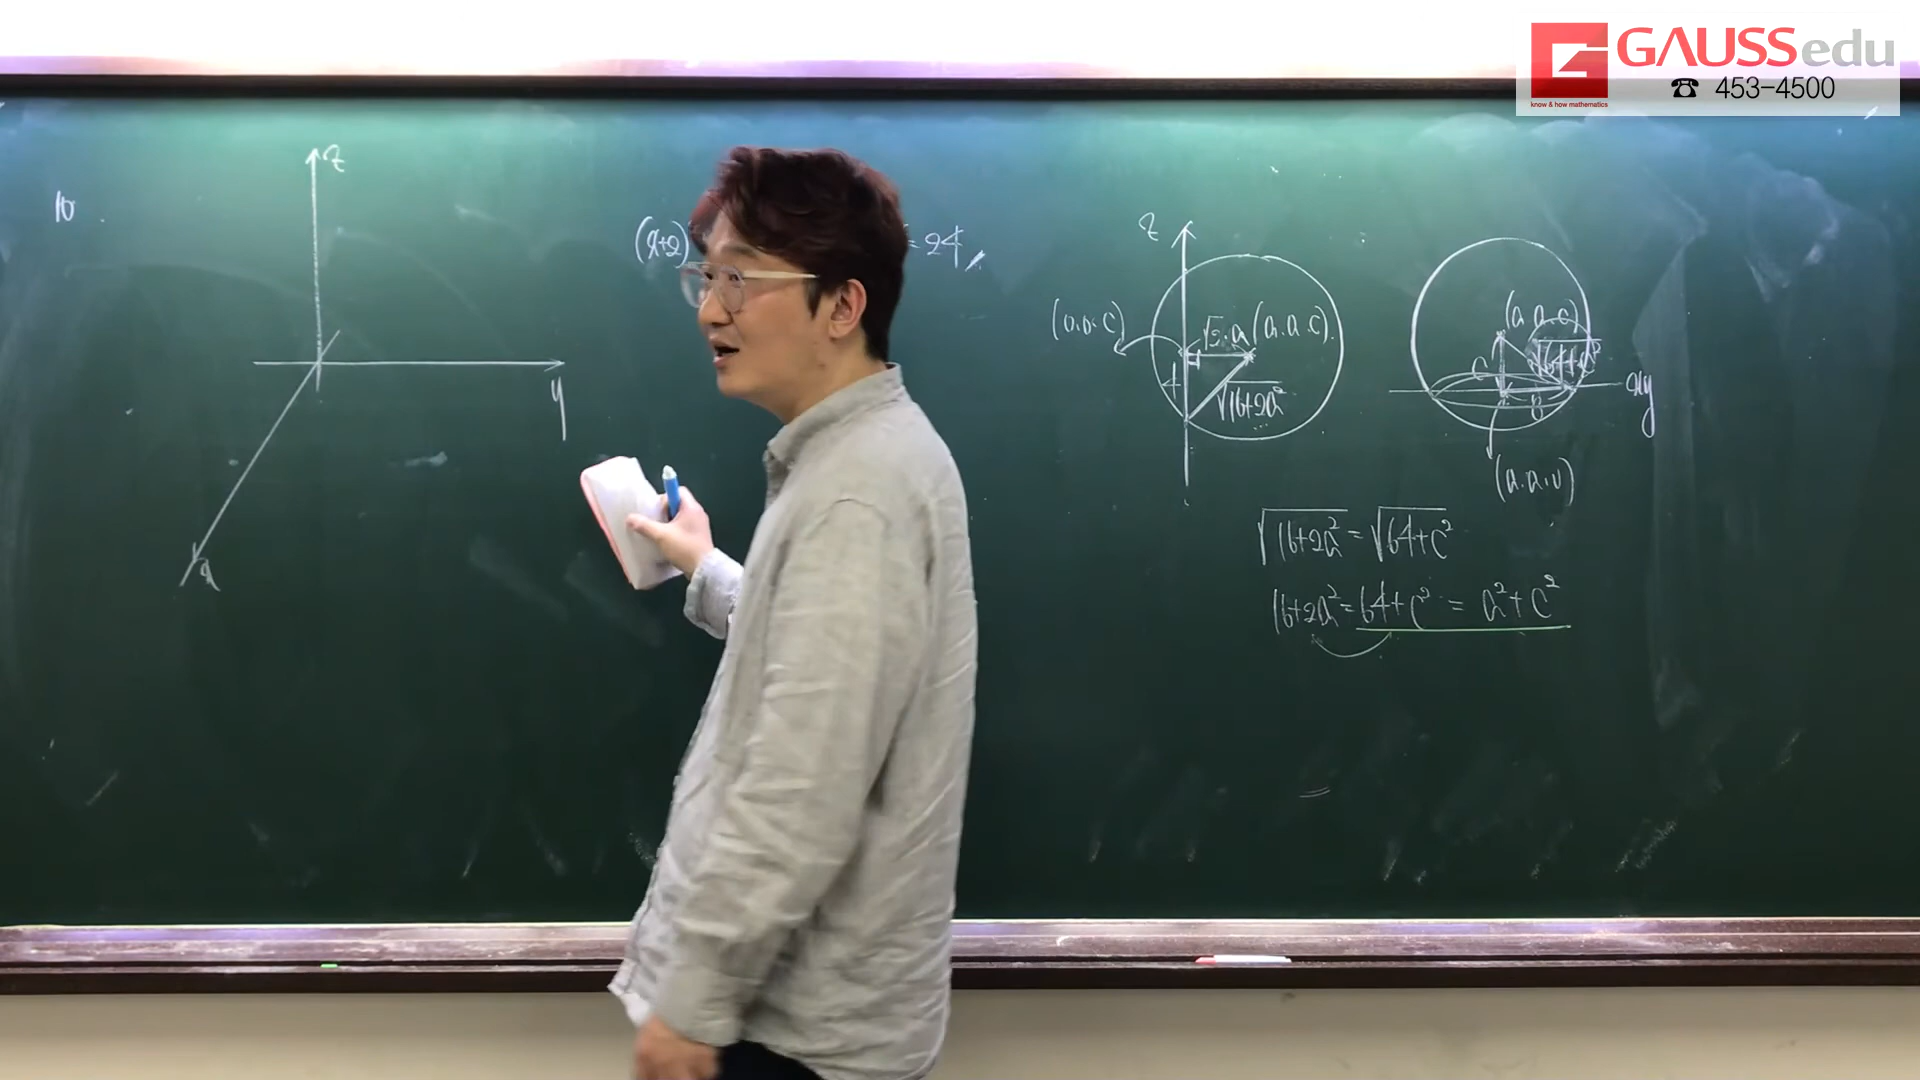 GAUSSedu
know & how mathematics
☎ 453-4500
10.
z
y
x
(x+2)
= 24
z
(0.0.c)
√2.a
(a.a.c).
4
√16+2a²
(a.a.c)
c
√64+c²
8
xy
(a.a.0)
√16+2a² = √64+c²
16+2a² = 64+c² = a²+c²